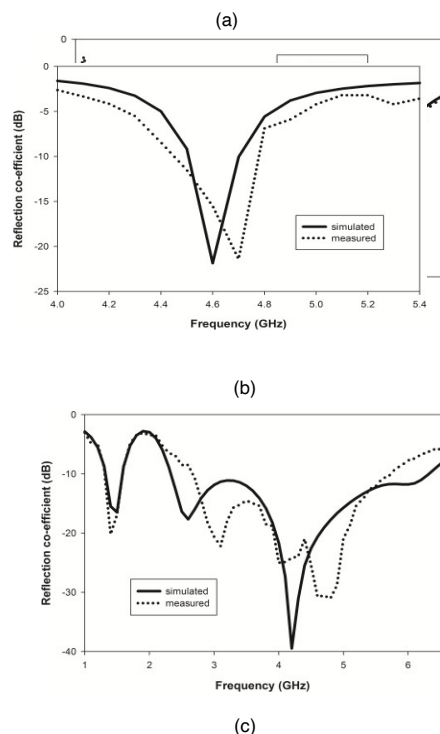 (a)
0
0
-5
-10
-15
-20
-25
Reflection co-efficient (dB)
simulated
measured
4.0 4.2 4.4 4.6 4.8 5.0 5.2 5.4
Frequency (GHz)
(b)
0
-10
-20
-30
-40
Reflection co-efficient (dB)
simulated
measured
1 2 3 4 5 6
Frequency (GHz)
(c)